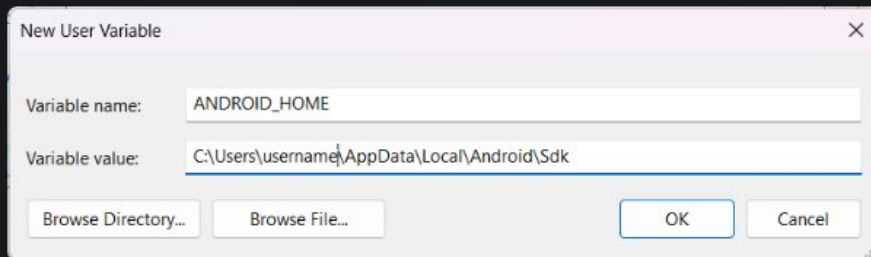 New User Variable
Variable name: ANDROID_HOME
Variable value: C:\Users\username\AppData\Local\Android\Sdk
Browse Directory... Browse File... OK Cancel